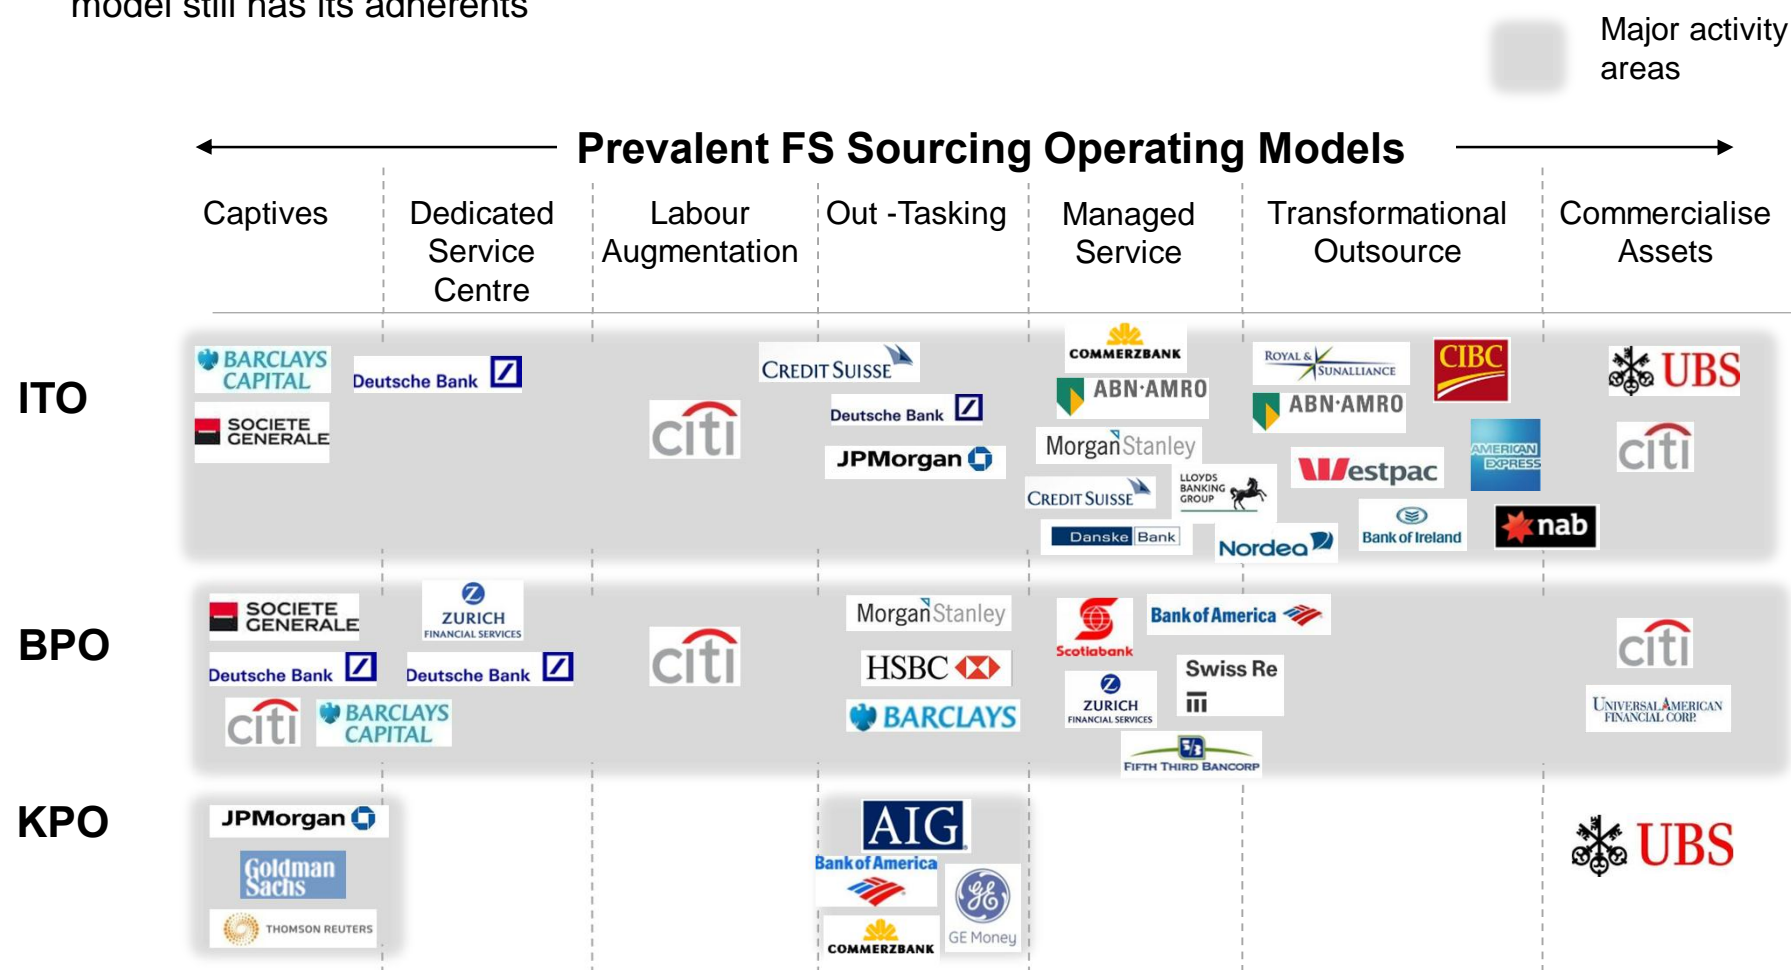 model still has its adherents
Major activity
areas
Prevalent FS Sourcing Operating Models
Captives
Dedicated
Service
Centre
Labour
Augmentation
Out -Tasking
Managed
Service
Transformational
Outsource
Commercialise
Assets
ITO
BARCLAYS
CAPITAL
SOCIETE
GENERALE
Deutsche Bank
citi
CREDIT SUISSE
Deutsche Bank
JPMorgan
COMMERZBANK
ABN·AMRO
Morgan Stanley
CREDIT SUISSE
LLOYDS
BANKING
GROUP
Danske Bank
Nordea
ROYAL &
SUNALLIANCE
CIBC
ABN·AMRO
Westpac
AMERICAN
EXPRESS
Bank of Ireland
nab
UBS
citi
BPO
SOCIETE
GENERALE
Deutsche Bank
citi
BARCLAYS
CAPITAL
ZURICH
FINANCIAL SERVICES
Deutsche Bank
citi
Morgan Stanley
HSBC
BARCLAYS
Scotiabank
Bank of America
ZURICH
FINANCIAL SERVICES
Swiss Re
FIFTH THIRD BANCORP
citi
UNIVERSAL AMERICAN
FINANCIAL CORP.
KPO
JPMorgan
Goldman
Sachs
THOMSON REUTERS
AIG
Bank of America
COMMERZBANK
GE Money
UBS